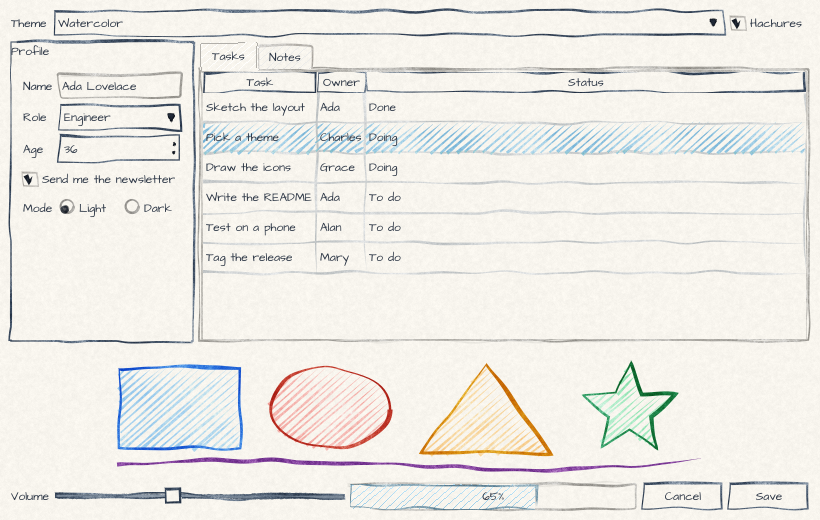 Theme Watercolor Hachures
Profile
Name Ada Lovelace
Role Engineer
Age 36
Send me the newsletter
Mode Light Dark
Tasks Notes
Task Owner Status
Sketch the layout Ada Done
Pick a theme Charles Doing
Draw the icons Grace Doing
Write the README Ada To do
Test on a phone Alan To do
Tag the release Mary To do
Volume 65% Cancel Save